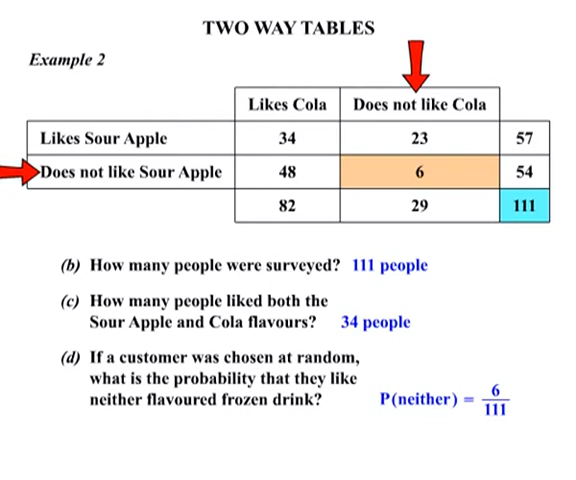 TWO WAY TABLES
Example 2
Likes Cola Does not like Cola
Likes Sour Apple 34 23 57
Does not like Sour Apple 48 6 54
82 29 111
(b) How many people were surveyed? 111 people
(c) How many people liked both the
Sour Apple and Cola flavours? 34 people
(d) If a customer was chosen at random,
what is the probability that they like
neither flavoured frozen drink? P(neither) = 6/111